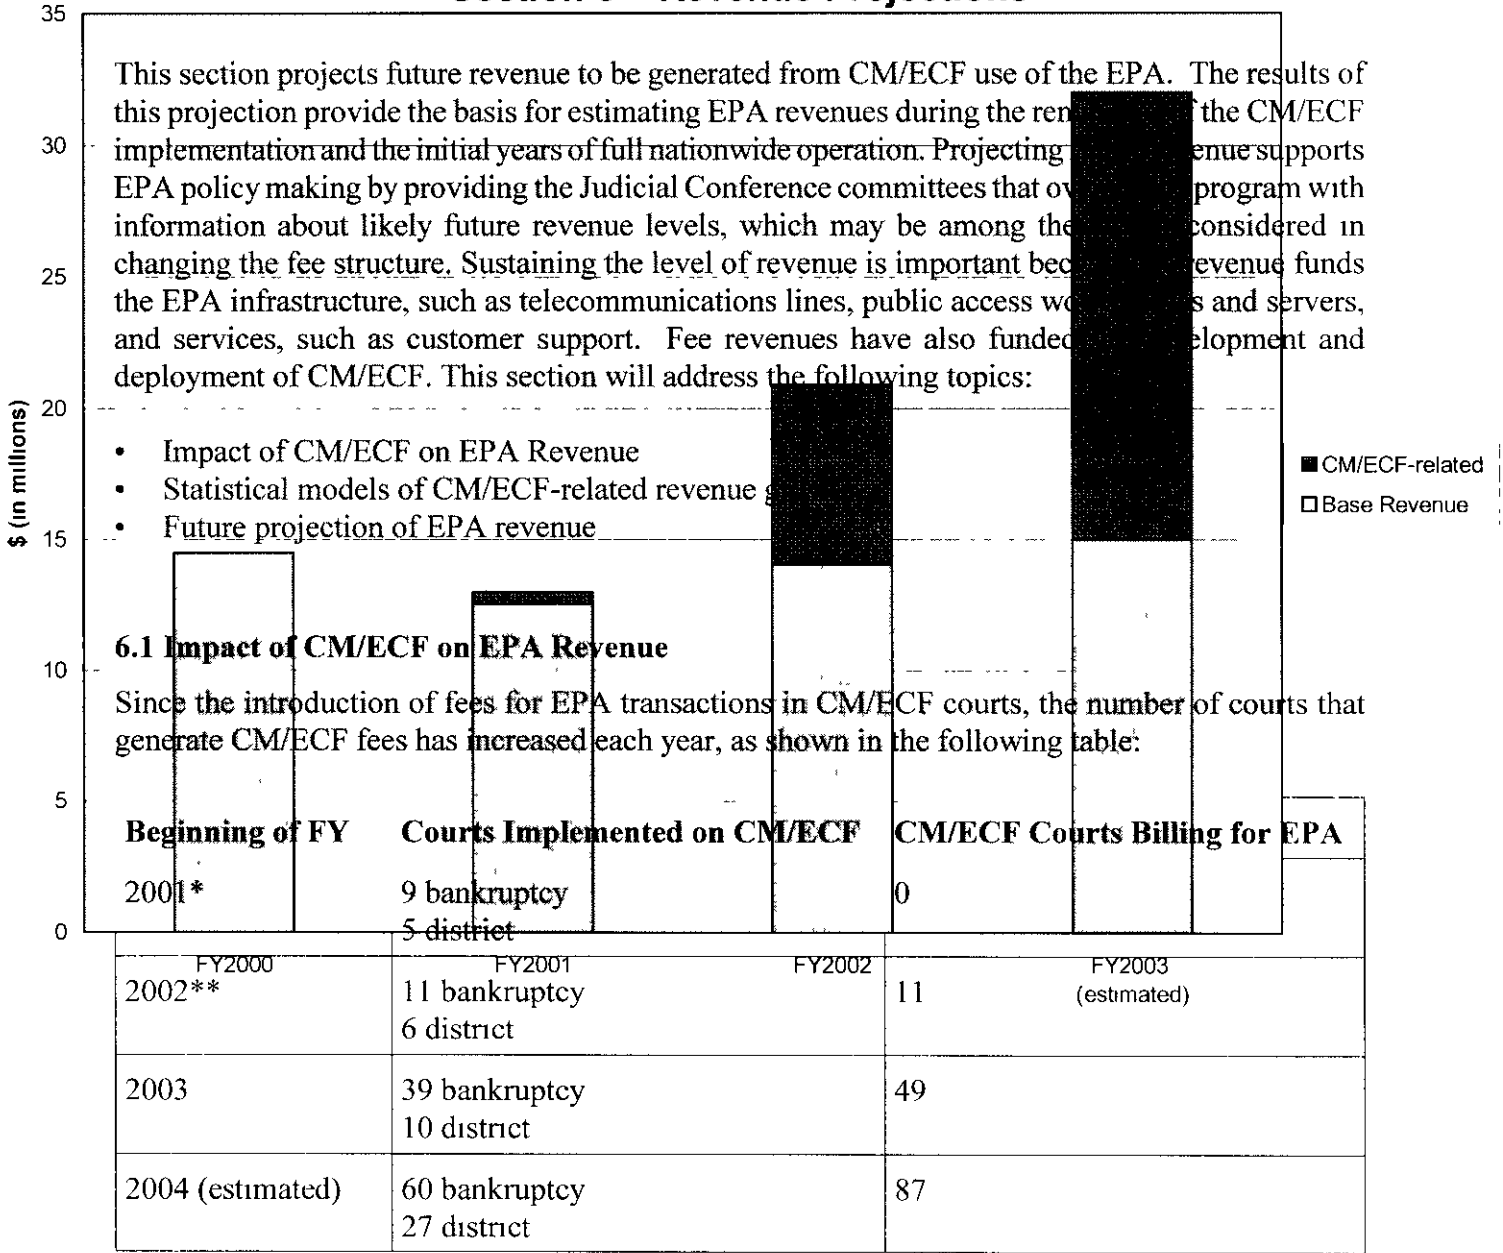 This section projects future revenue to be generated from CM/ECF use of the EPA. The results of
this projection provide the basis for estimating EPA revenues during the the CM/ECF
implementation and the initial years of full nationwide operation. Projecting supports
EPA policy making by providing the Judicial Conference committees that program with
information about likely future revenue levels, which may be among the considered in
changing the fee structure. Sustaining the level of revenue is important revenue funds
the EPA infrastructure, such as telecommunications lines, public access and servers,
and services, such as customer support. Fee revenues have also funded and
deployment of CM/ECF. This section will address the following topics:
• Impact of CM/ECF on EPA Revenue
• Statistical models of CM/ECF-related revenue
• Future projection of EPA revenue
6.1 Impact of CM/ECF on EPA Revenue
Since the introduction of fees for EPA transactions in CM/ECF courts, the number of courts that
generate CM/ECF fees has increased each year, as shown in the following table:
Beginning of FY Courts Implemented on CM/ECF CM/ECF Courts Billing for EPA
2001* 9 bankruptcy 0
5 district
2002** 11 bankruptcy 11
6 district
2003 39 bankruptcy 49
10 district
2004 (estimated) 60 bankruptcy 87
27 district
$ (in millions)
35
30
25
20
15
10
5
0
FY2000 FY2001 FY2002 FY2003
(estimated)
CM/ECF-related
Base Revenue